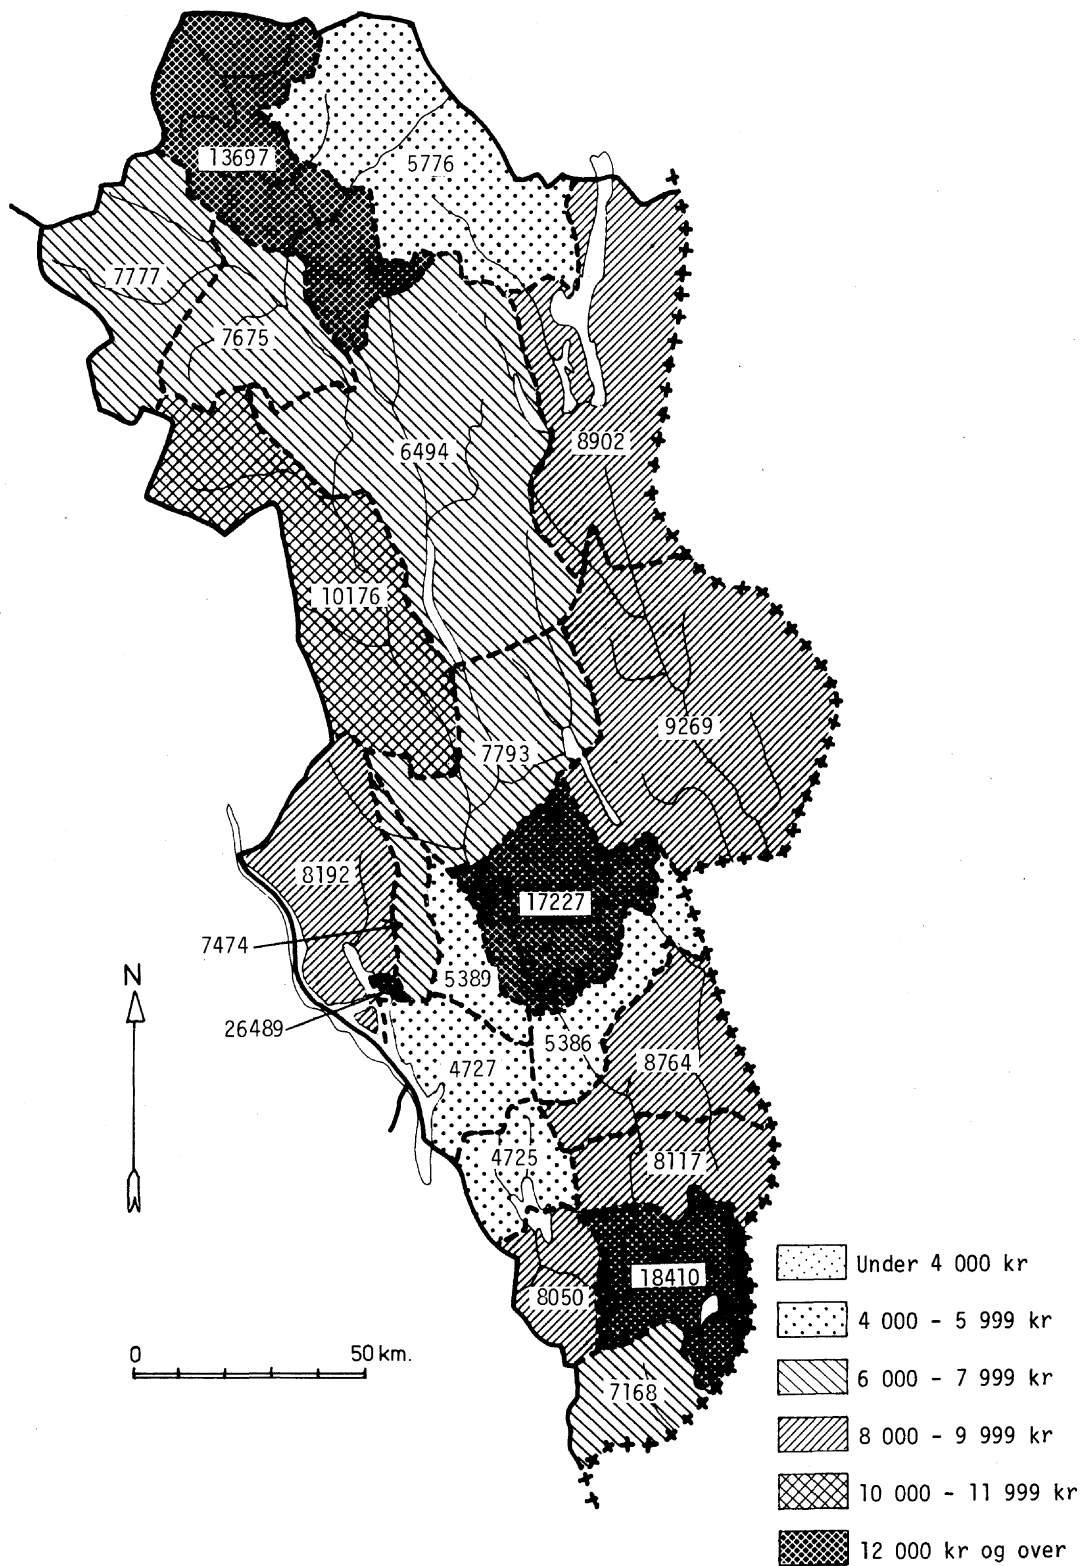 13697
5776
7777
7675
6494
8902
10176
9269
7793
8192
17227
7474
5389
N
26489
5386
4727
8764
4725
8117
18410
8050
7168
0 50 km.
Under 4 000 kr
4 000 - 5 999 kr
6 000 - 7 999 kr
8 000 - 9 999 kr
10 000 - 11 999 kr
12 000 kr og over